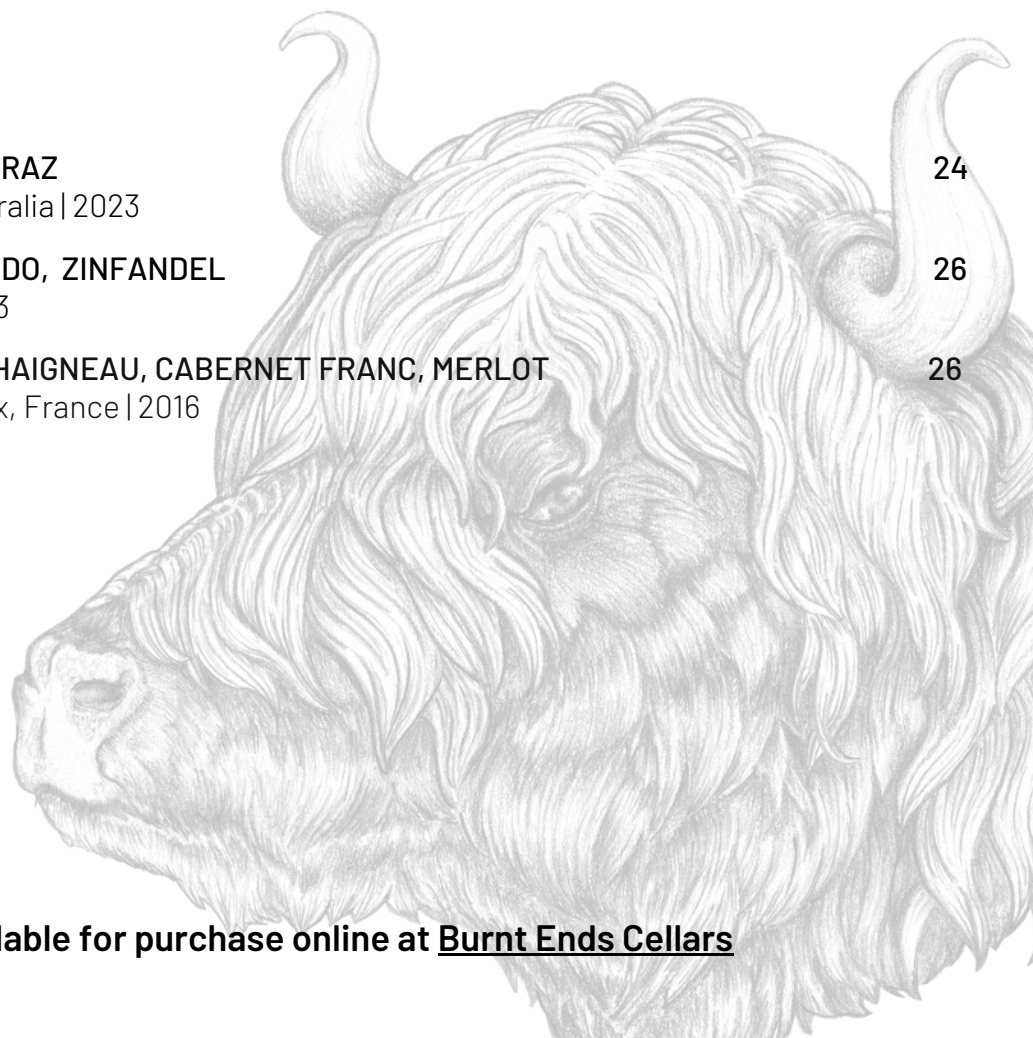 RAZ 24
ralia | 2023
DO, ZINFANDEL 26
3
HAIGNEAU, CABERNET FRANC, MERLOT 26
x, France | 2016
lable for purchase online at Burnt Ends Cellars